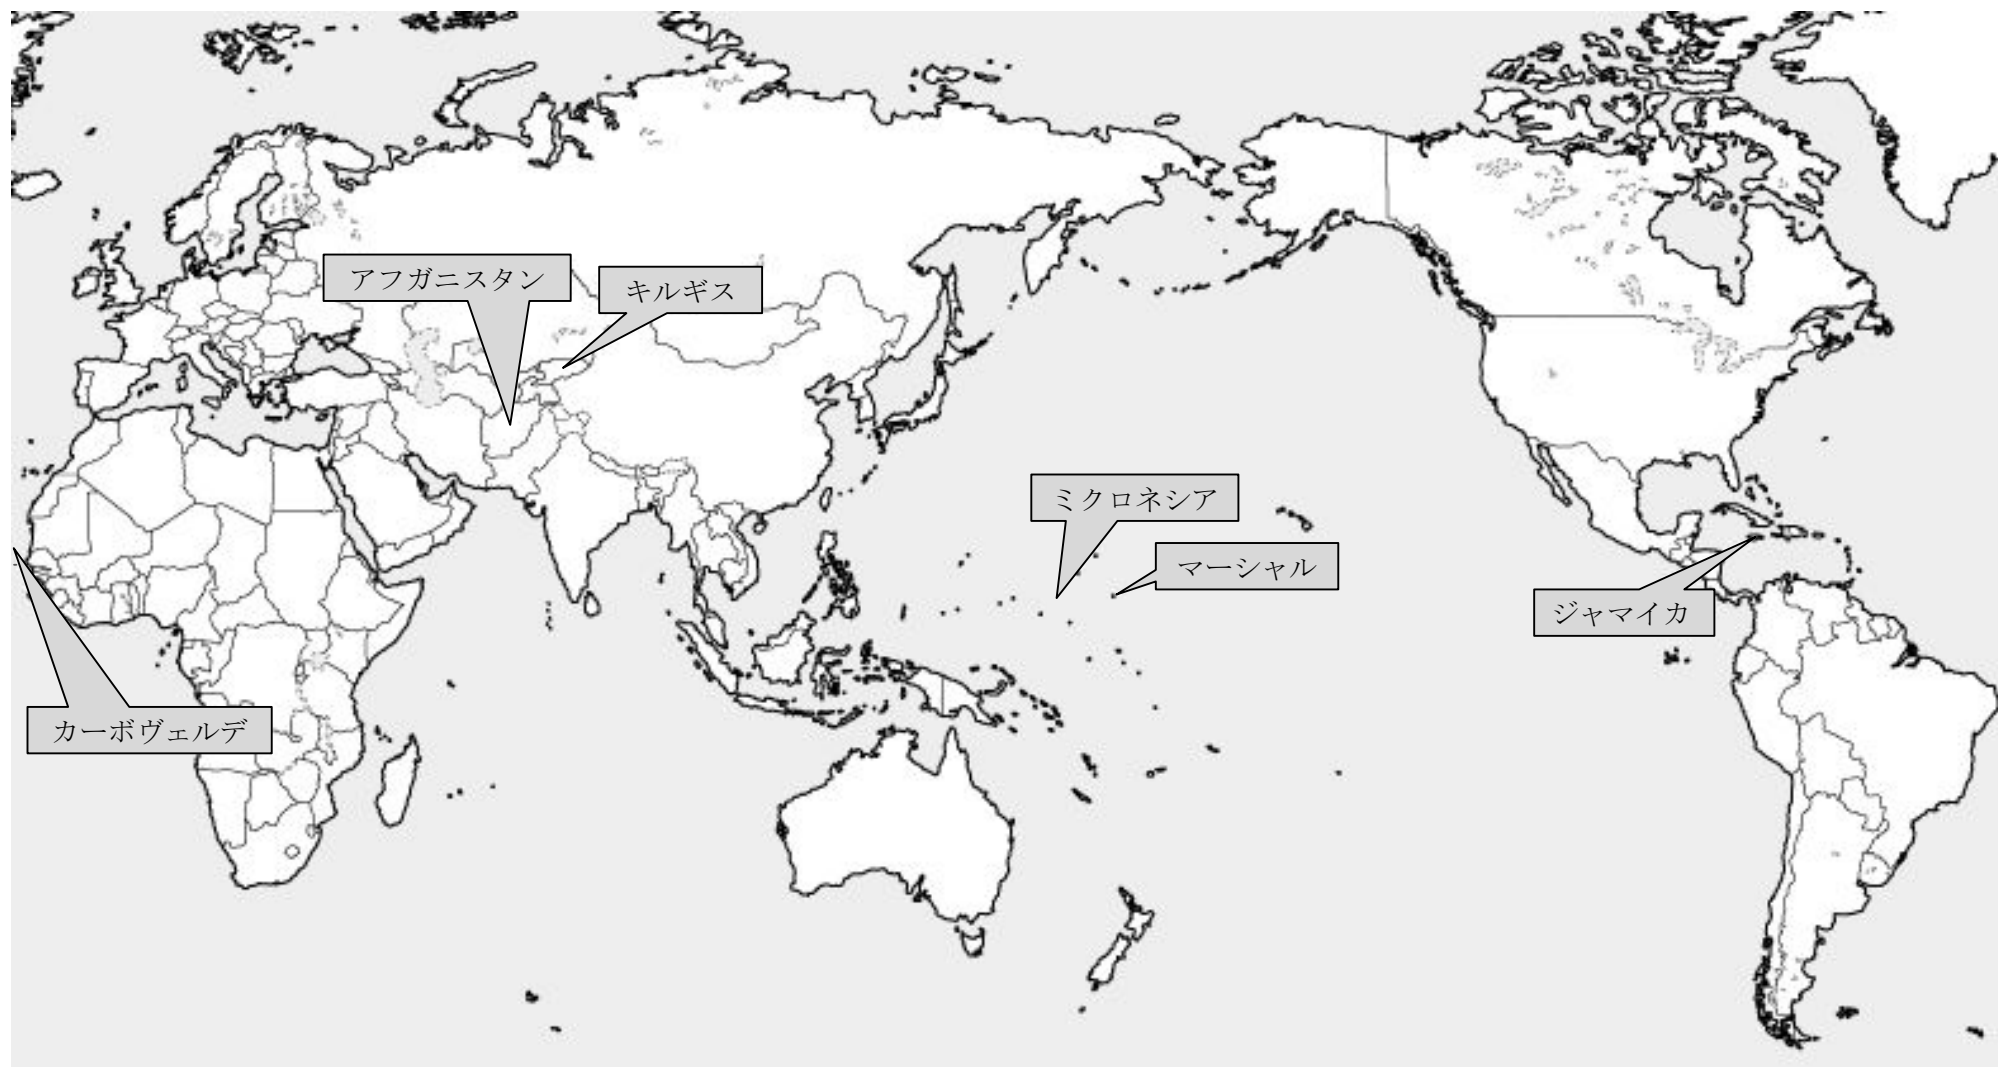 アフガニスタン
キルギス
ミクロネシア
マーシャル
ジャマイカ
カーボヴェルデ